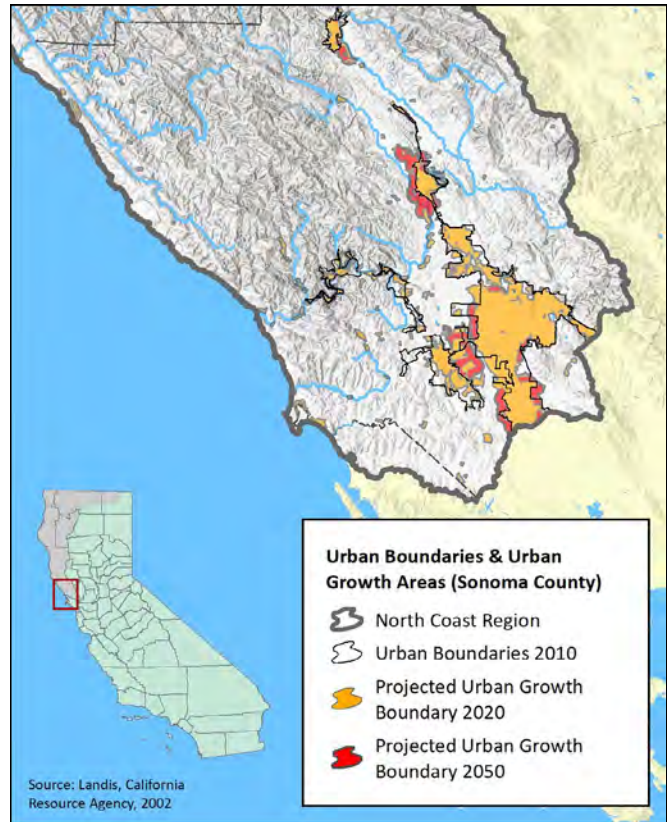 Urban Boundaries & Urban
Growth Areas (Sonoma County)
North Coast Region
Urban Boundaries 2010
Projected Urban Growth
Boundary 2020
Projected Urban Growth
Boundary 2050
Source: Landis, California
Resource Agency, 2002